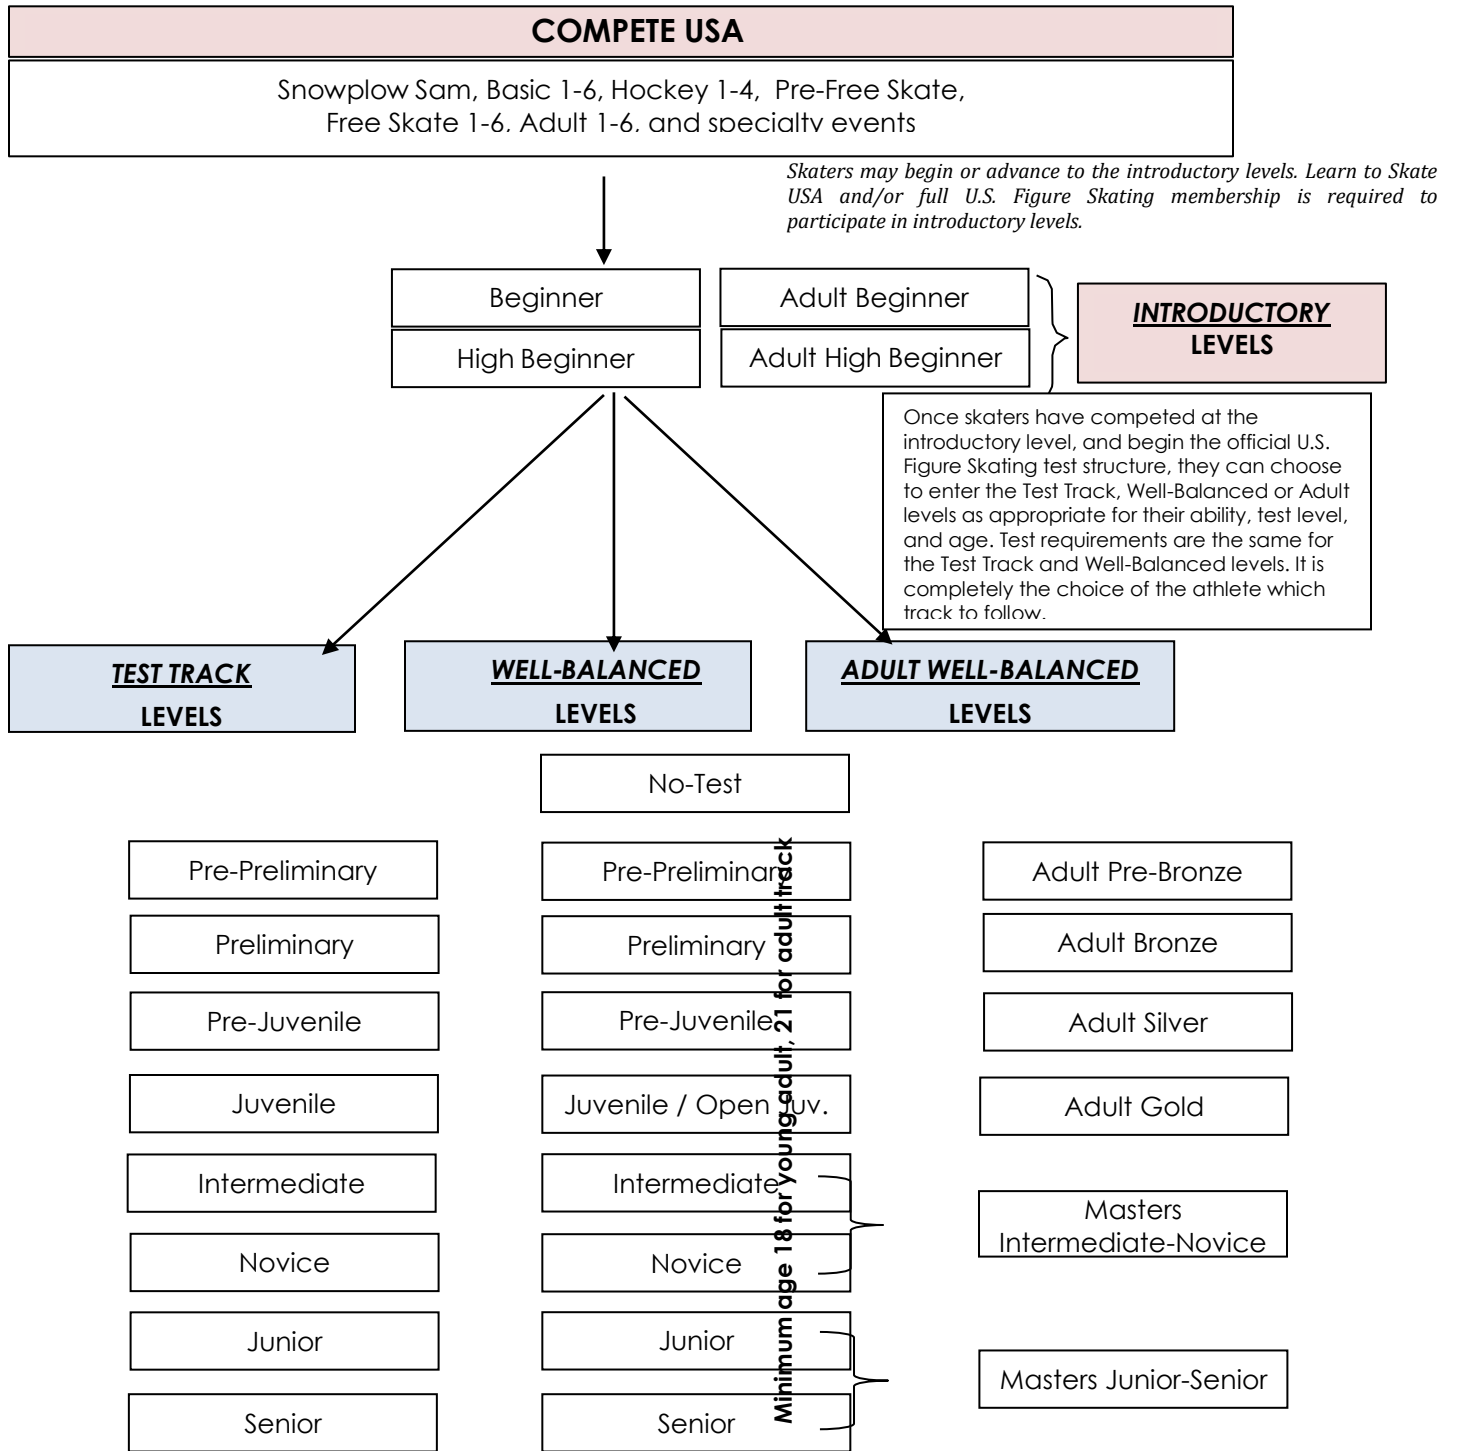 COMPETE USA
Snowplow Sam, Basic 1-6, Hockey 1-4, Pre-Free Skate,
Free Skate 1-6, Adult 1-6, and specialty events
Skaters may begin or advance to the introductory levels. Learn to Skate
USA and/or full U.S. Figure Skating membership is required to
participate in introductory levels.
Beginner
Adult Beginner
High Beginner
Adult High Beginner
INTRODUCTORY
LEVELS
Once skaters have competed at the
introductory level, and begin the official U.S.
Figure Skating test structure, they can choose
to enter the Test Track, Well-Balanced or Adult
levels as appropriate for their ability, test level,
and age. Test requirements are the same for
the Test Track and Well-Balanced levels. It is
completely the choice of the athlete which
track to follow.
TEST TRACK
LEVELS
WELL-BALANCED
LEVELS
ADULT WELL-BALANCED
LEVELS
No-Test
Pre-Preliminary
Pre-Preliminary
Adult Pre-Bronze
Preliminary
Preliminary
Adult Bronze
Pre-Juvenile
Pre-Juvenile
Adult Silver
Juvenile
Juvenile / Open Juv.
Adult Gold
Intermediate
Intermediate
Masters
Intermediate-Novice
Novice
Novice
Junior
Junior
Masters Junior-Senior
Senior
Senior
Minimum age 18 for young adult, 21 for adult track